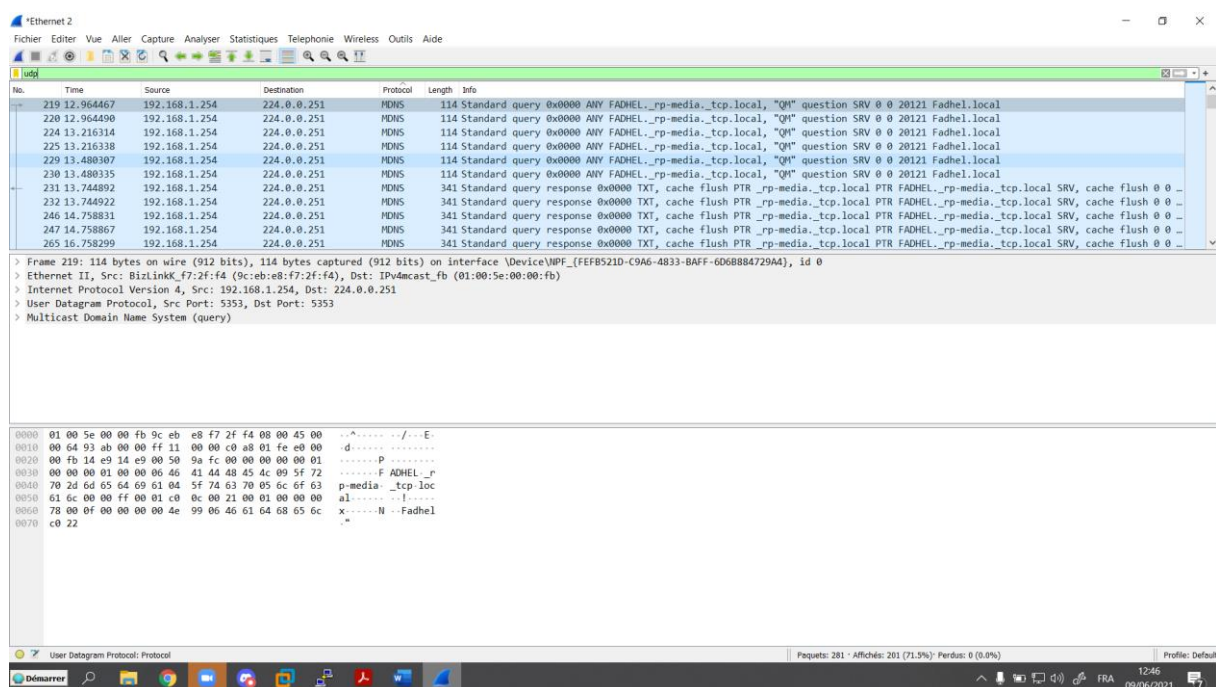 *Ethernet 2
Fichier Editer Vue Aller Capture Analyser Statistiques Telephonie Wireless Outils Aide
udp
No. Time Source Destination Protocol Length Info
219 12.964467 192.168.1.254 224.0.0.251 MDNS 114 Standard query 0x0000 ANY FADHEL._rp-media._tcp.local, "QM" question SRV 0 0 20121 Fadhel.local
220 12.964490 192.168.1.254 224.0.0.251 MDNS 114 Standard query 0x0000 ANY FADHEL._rp-media._tcp.local, "QM" question SRV 0 0 20121 Fadhel.local
224 13.216314 192.168.1.254 224.0.0.251 MDNS 114 Standard query 0x0000 ANY FADHEL._rp-media._tcp.local, "QM" question SRV 0 0 20121 Fadhel.local
225 13.216338 192.168.1.254 224.0.0.251 MDNS 114 Standard query 0x0000 ANY FADHEL._rp-media._tcp.local, "QM" question SRV 0 0 20121 Fadhel.local
229 13.480307 192.168.1.254 224.0.0.251 MDNS 114 Standard query 0x0000 ANY FADHEL._rp-media._tcp.local, "QM" question SRV 0 0 20121 Fadhel.local
230 13.480335 192.168.1.254 224.0.0.251 MDNS 114 Standard query 0x0000 ANY FADHEL._rp-media._tcp.local, "QM" question SRV 0 0 20121 Fadhel.local
231 13.744892 192.168.1.254 224.0.0.251 MDNS 341 Standard query response 0x0000 TXT, cache flush PTR _rp-media._tcp.local PTR FADHEL._rp-media._tcp.local SRV, cache flush 0 0 …
232 13.744922 192.168.1.254 224.0.0.251 MDNS 341 Standard query response 0x0000 TXT, cache flush PTR _rp-media._tcp.local PTR FADHEL._rp-media._tcp.local SRV, cache flush 0 0 …
246 14.758831 192.168.1.254 224.0.0.251 MDNS 341 Standard query response 0x0000 TXT, cache flush PTR _rp-media._tcp.local PTR FADHEL._rp-media._tcp.local SRV, cache flush 0 0 …
247 14.758867 192.168.1.254 224.0.0.251 MDNS 341 Standard query response 0x0000 TXT, cache flush PTR _rp-media._tcp.local PTR FADHEL._rp-media._tcp.local SRV, cache flush 0 0 …
265 16.758299 192.168.1.254 224.0.0.251 MDNS 341 Standard query response 0x0000 TXT, cache flush PTR _rp-media._tcp.local PTR FADHEL._rp-media._tcp.local SRV, cache flush 0 0 …
> Frame 219: 114 bytes on wire (912 bits), 114 bytes captured (912 bits) on interface \Device\NPF_{FEFB521D-C9A6-4833-BAFF-6D6B884729A4}, id 0
> Ethernet II, Src: BizLinkK_f7:2f:f4 (9c:eb:e8:f7:2f:f4), Dst: IPv4mcast_fb (01:00:5e:00:00:fb)
> Internet Protocol Version 4, Src: 192.168.1.254, Dst: 224.0.0.251
> User Datagram Protocol, Src Port: 5353, Dst Port: 5353
> Multicast Domain Name System (query)
0000 01 00 5e 00 00 fb 9c eb e8 f7 2f f4 08 00 45 00 ··^····· ··/···E·
0010 00 64 93 ab 00 00 ff 11 00 00 c0 a8 01 fe e0 00 ·d······ ········
0020 00 fb 14 e9 14 e9 00 50 9a fc 00 00 00 00 00 01 ·······P ········
0030 00 00 00 01 00 00 06 46 41 44 48 45 4c 09 5f 72 ·······F ADHEL·_r
0040 70 2d 6d 65 64 69 61 04 5f 74 63 70 05 6c 6f 63 p-media· _tcp·loc
0050 61 6c 00 00 ff 00 01 c0 0c 00 21 00 01 00 00 00 al······ ··!·····
0060 78 00 0f 00 00 00 00 4e 99 06 46 61 64 68 65 6c x······N ··Fadhel
0070 c0 22 ·"
User Datagram Protocol: Protocol
Paquets: 281 · Affichés: 201 (71.5%)· Perdus: 0 (0.0%)
Profile: Default
Démarrer
FRA
12:46
09/06/2021